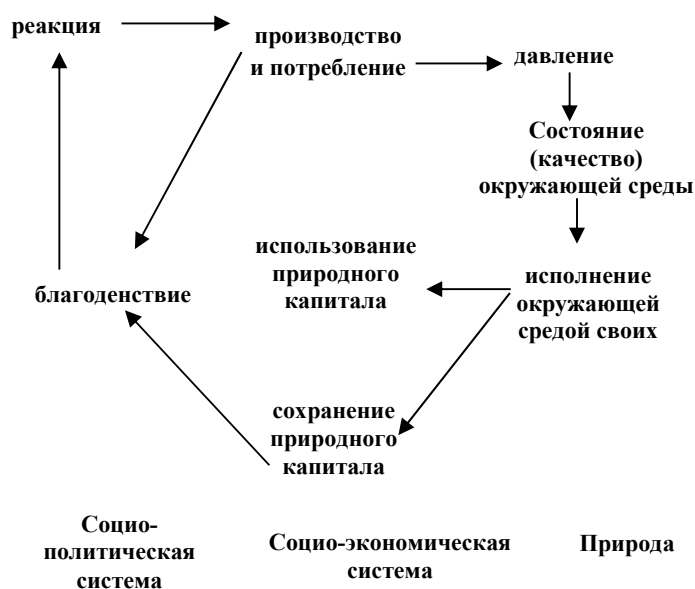 реакция
производство
и потребление
давление
Состояние
(качество)
окружающей среды
использование
природного
капитала
исполнение
окружающей
средой своих
благоденствие
сохранение
природного
капитала
Социо-
политическая
система
Социо-экономическая
система
Природа